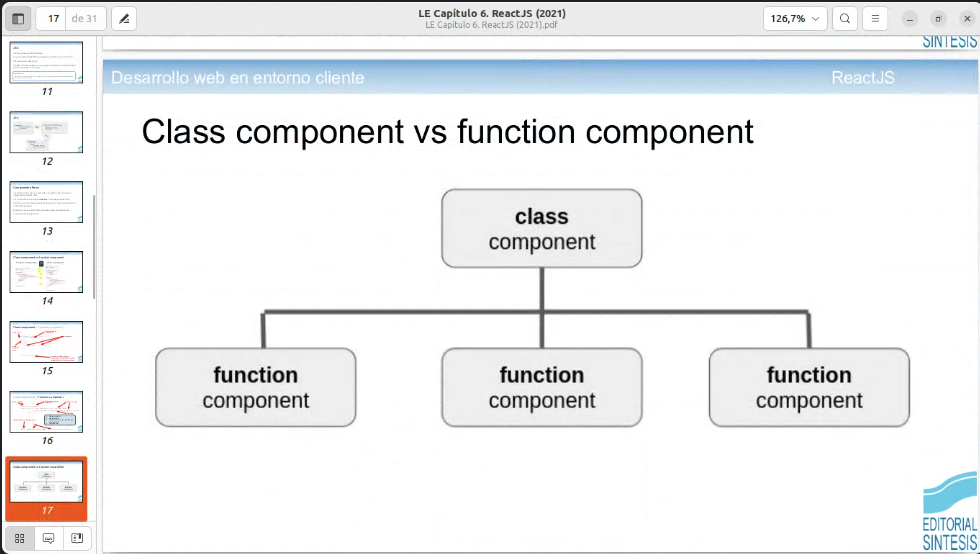 17 de 31
LE Capítulo 6. ReactJS (2021)
LE Capítulo 6. ReactJS (2021).pdf
126,7%
SINTESIS
11
12
13
14
15
16
17
Desarrollo web en entorno cliente
ReactJS
Class component vs function component
class
component
function
component
function
component
function
component
EDITORIAL
SINTESIS